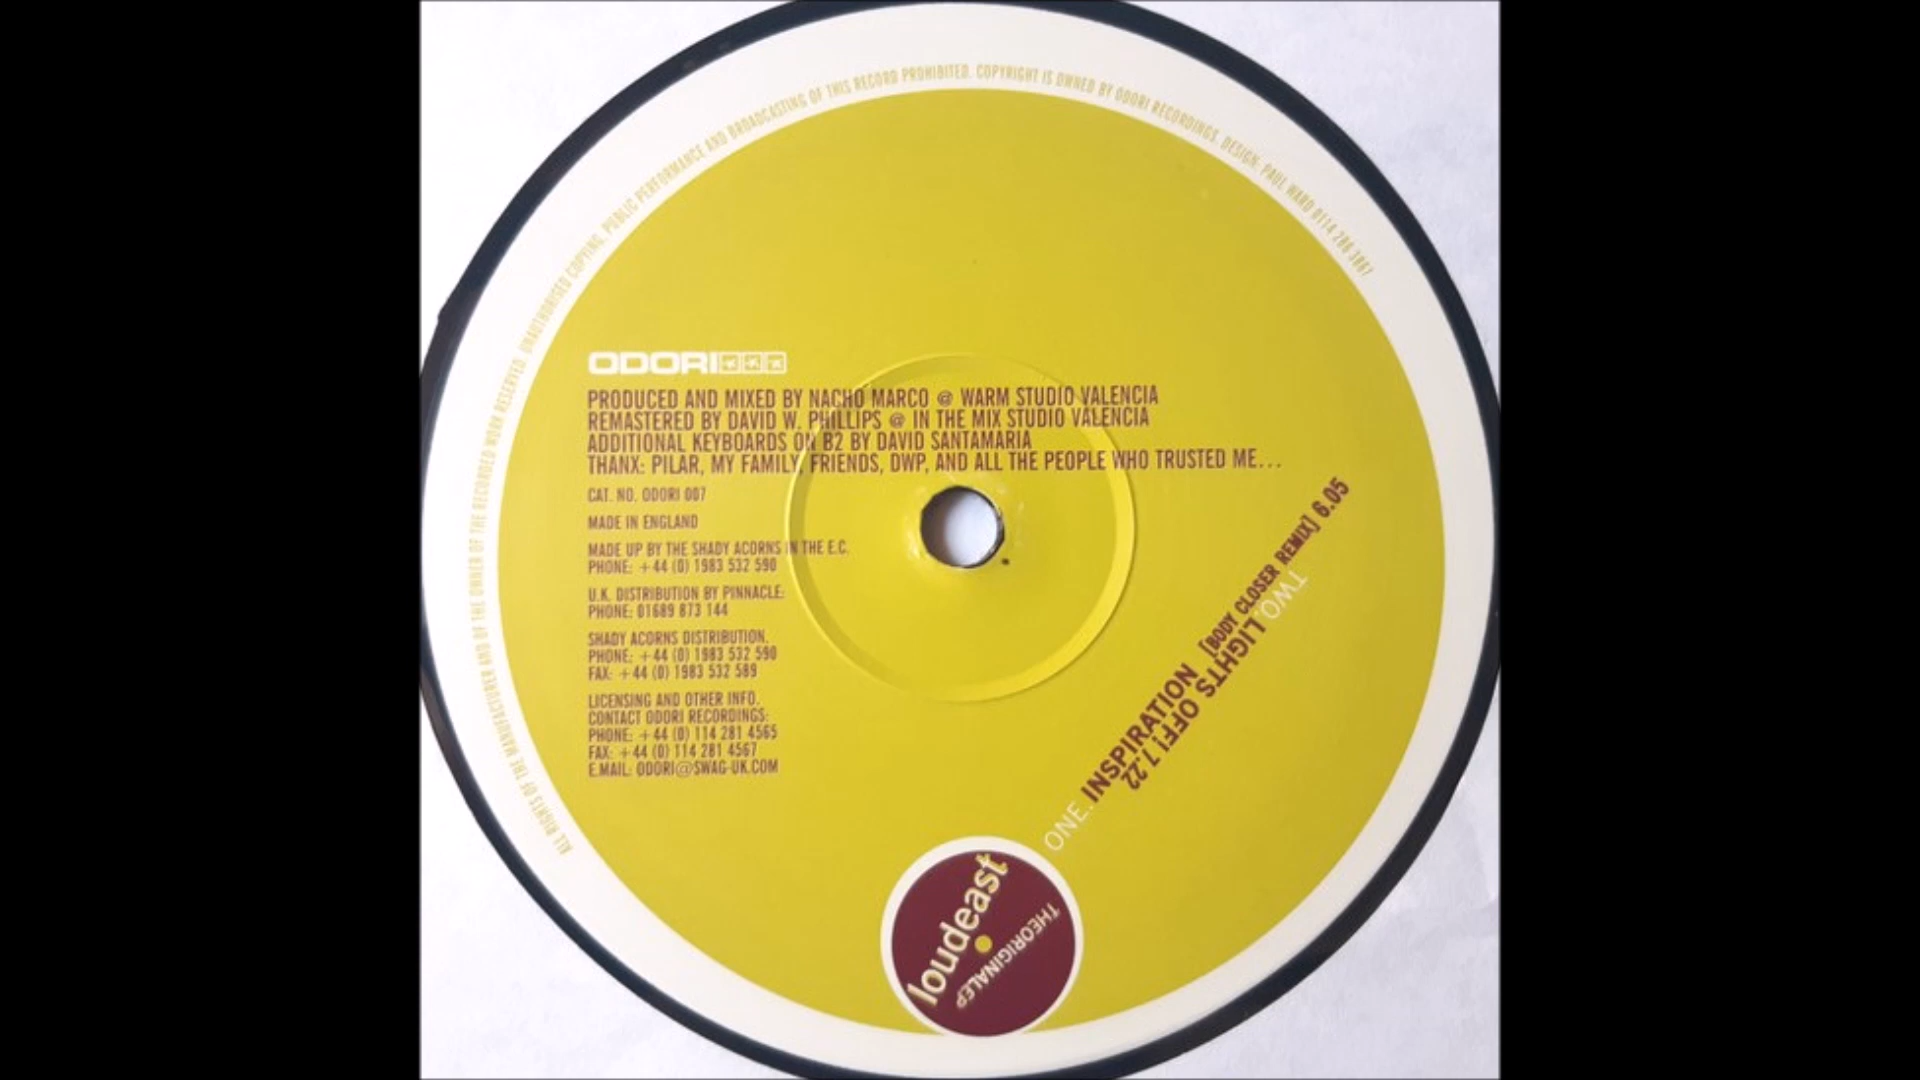 ALL RIGHTS OF THE MANUFACTURER AND OF THE OWNER OF THE RECORDED WORK RESERVED. UNAUTHORISED COPYING, PUBLIC PERFORMANCE AND BROADCASTING OF THIS RECORD PROHIBITED. COPYRIGHT IS OWNED BY ODORI RECORDINGS. DESIGN: PAUL WARD 0114 286 3867
ODORI
PRODUCED AND MIXED BY NACHO MARCO @ WARM STUDIO VALENCIA
REMASTERED BY DAVID W. PHILLIPS @ IN THE MIX STUDIO VALENCIA
ADDITIONAL KEYBOARDS ON B2 BY DAVID SANTAMARIA
THANX: PILAR, MY FAMILY, FRIENDS, DWP, AND ALL THE PEOPLE WHO TRUSTED ME...
CAT. NO. ODORI 007
MADE IN ENGLAND
MADE UP BY THE SHADY ACORNS IN THE E.C.
PHONE: +44 (0) 1983 532 590
U.K. DISTRIBUTION BY PINNACLE:
PHONE: 01689 873 144
SHADY ACORNS DISTRIBUTION.
PHONE: +44 (0) 1983 532 590
FAX: +44 (0) 1983 532 589
LICENSING AND OTHER INFO.
CONTACT ODORI RECORDINGS:
PHONE: +44 (0) 114 281 4565
FAX: +44 (0) 114 281 4567
E.MAIL: ODORI@SWAG-UK.COM
ONE. INSPIRATION [BODY CLOSER REMIX] 6.05
TWO. LIGHTS OFF! 7.22
loudeast
THEORIGINALEP